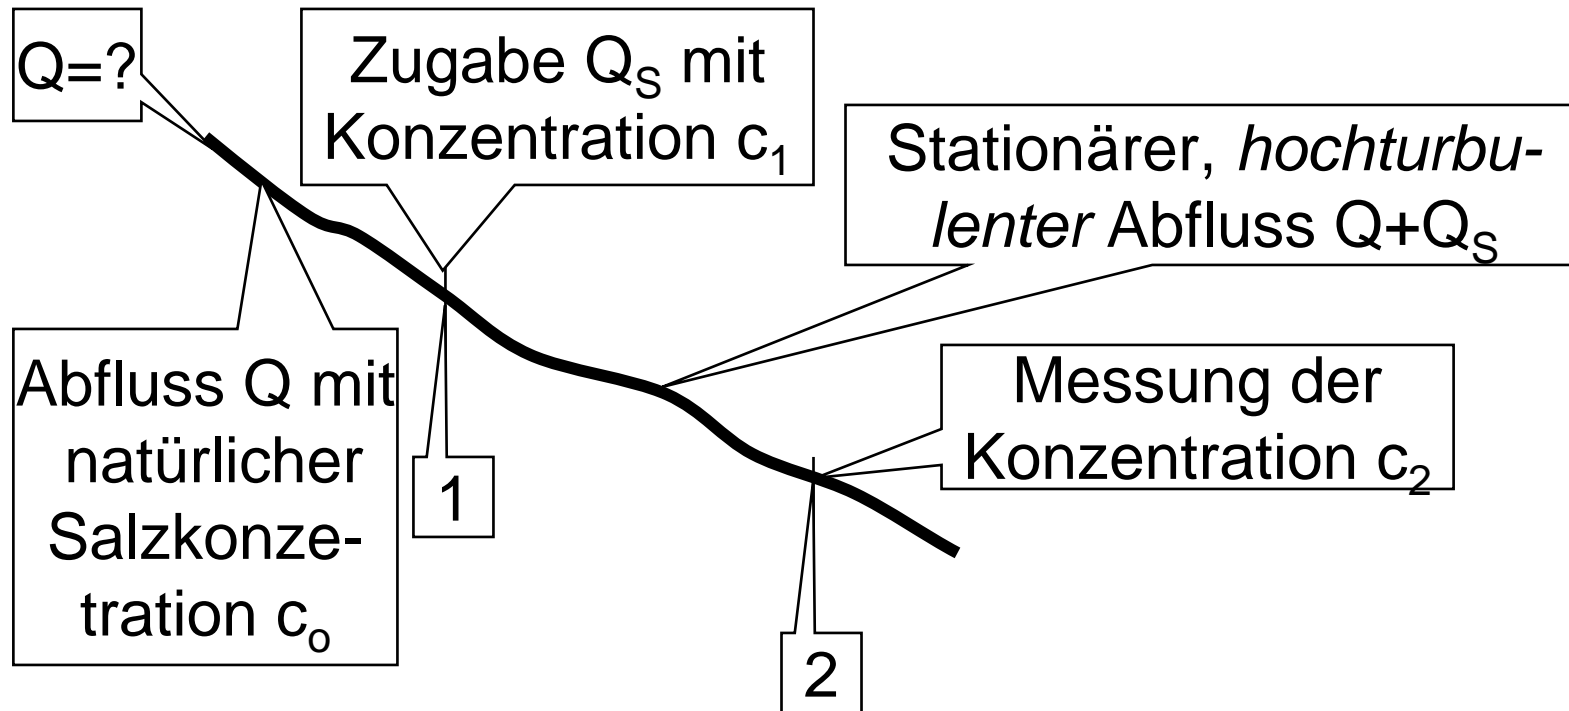 Q=?
Zugabe Q_S mit
Konzentration c_1
Stationärer, hochturbu-
lenter Abfluss Q+Q_S
Abfluss Q mit
natürlicher
Salzkonze-
tration c_o
1
Messung der
Konzentration c_2
2